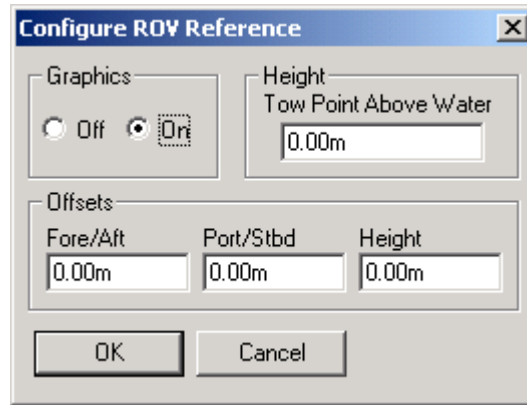 Configure ROV Reference
Graphics
Off On
Height
Tow Point Above Water
0.00m
Offsets
Fore/Aft Port/Stbd Height
0.00m 0.00m 0.00m
OK Cancel